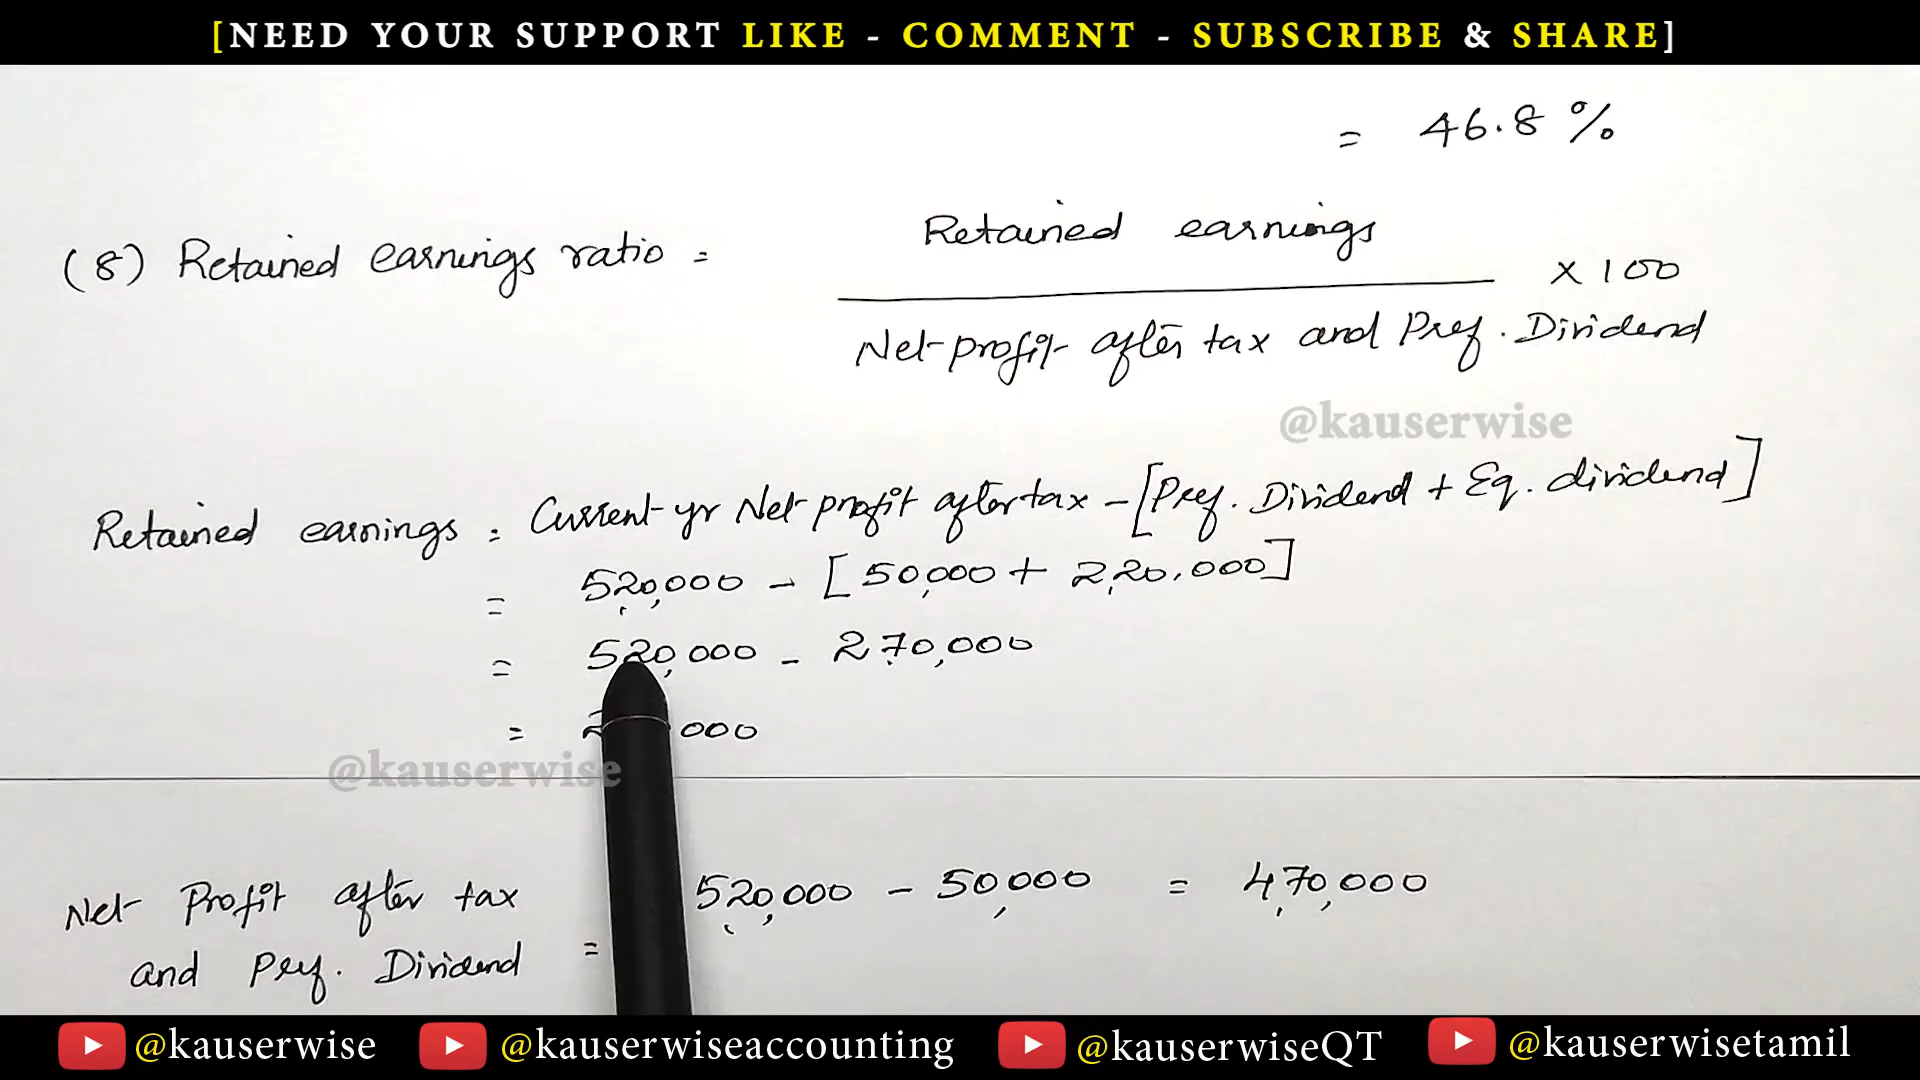 [NEED YOUR SUPPORT LIKE - COMMENT - SUBSCRIBE & SHARE]
= 46.8 %
(8) Retained earnings ratio = Retained earnings
Net profit after tax and Pref. Dividend × 100
@kauserwise
Retained earnings = Current yr Net profit after tax - [Pref. Dividend + Eq. dividend]
= 520,000 - [50,000 + 2,20,000]
= 520,000 - 270,000
= 000
@kauserwise
Net Profit after tax
and Pref. Dividend = 520,000 - 50,000 = 4,70,000
@kauserwise @kauserwiseaccounting @kauserwiseQT @kauserwisetamil